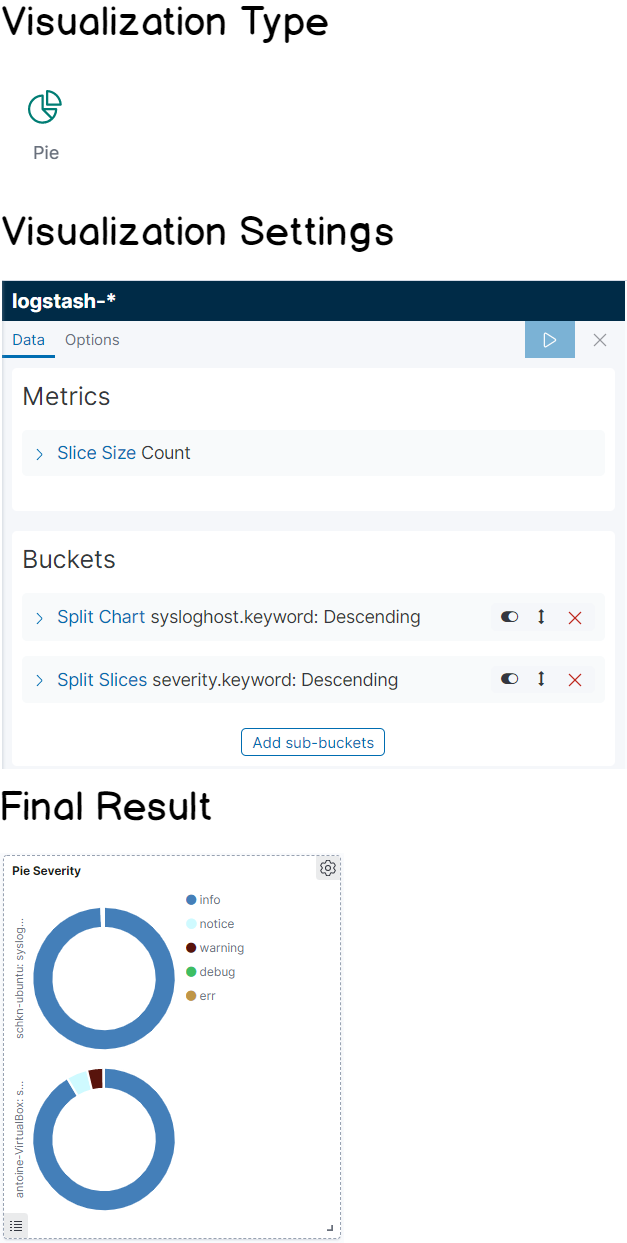 Visualization Type
Pie
Visualization Settings
logstash-*
Data Options
Metrics
Slice Size Count
Buckets
Split Chart sysloghost.keyword: Descending
Split Slices severity.keyword: Descending
Add sub-buckets
Final Result
Pie Severity
info
notice
warning
debug
err
schkn-ubuntu: syslog...
antoine-VirtualBox: s...